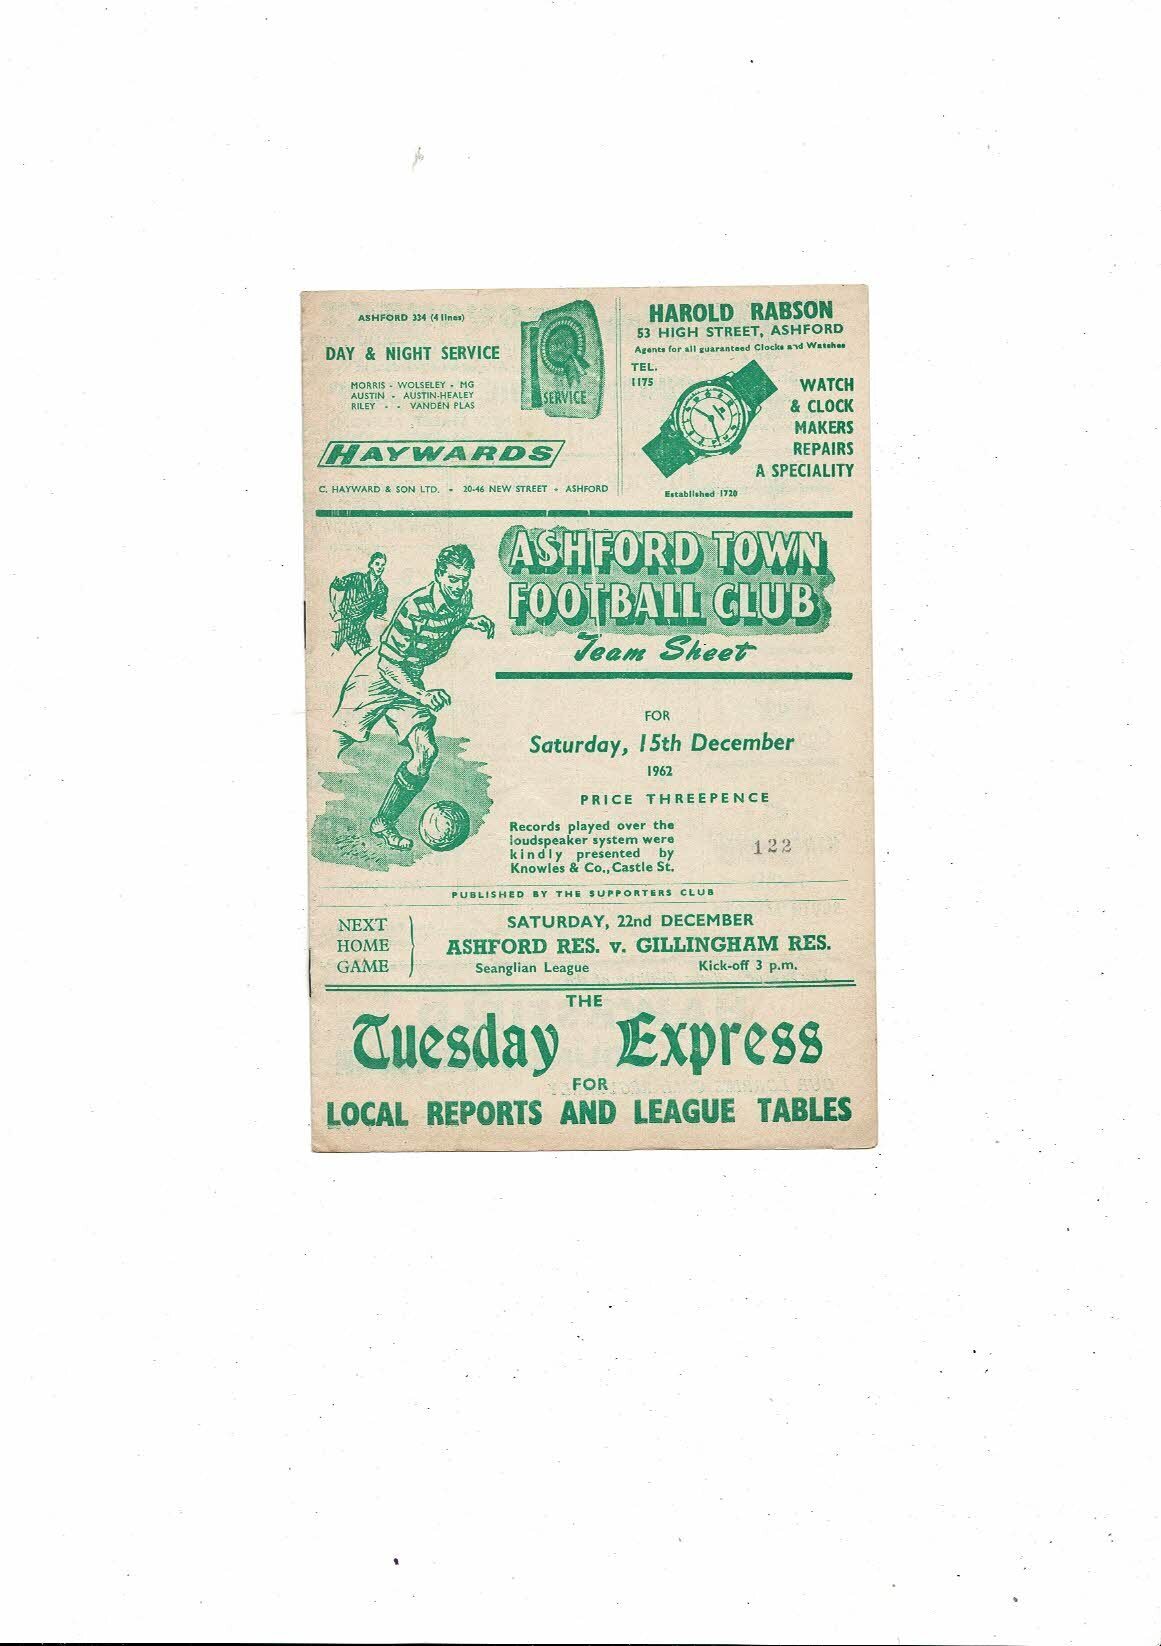 ASHFORD 334 (4 lines)
DAY & NIGHT SERVICE
MORRIS - WOLSELEY - MG
AUSTIN - AUSTIN-HEALEY
RILEY - - VANDEN PLAS
SERVICE
HAYWARDS
C. HAYWARD & SON LTD. - 20-46 NEW STREET - ASHFORD
HAROLD RABSON
53 HIGH STREET, ASHFORD
Agents for all guaranteed Clocks and Watches
TEL.
1175
WATCH
& CLOCK
MAKERS
REPAIRS
A SPECIALITY
Established 1720
ASHFORD TOWN
FOOTBALL CLUB
Team Sheet
FOR
Saturday, 15th December
1962
PRICE THREEPENCE
Records played over the
loudspeaker system were
kindly presented by
Knowles & Co., Castle St.
122
PUBLISHED BY THE SUPPORTERS CLUB
NEXT
HOME
GAME
SATURDAY, 22nd DECEMBER
ASHFORD RES. v. GILLINGHAM RES.
Seanglian League Kick-off 3 p.m.
THE
Tuesday Express
FOR
LOCAL REPORTS AND LEAGUE TABLES